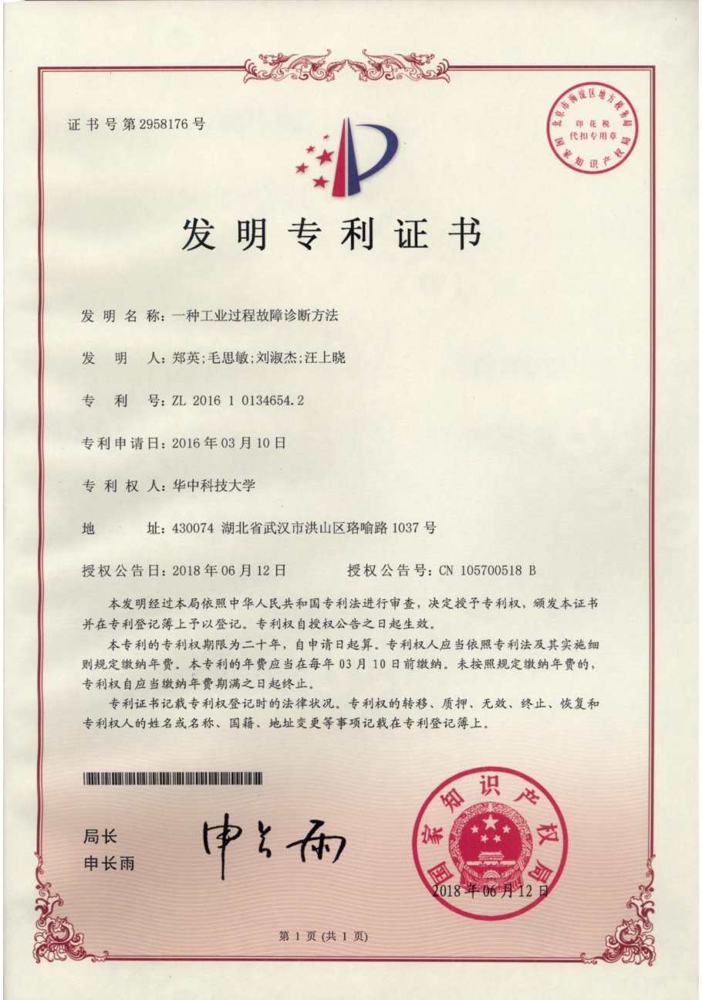 证书号第2958176号
北京市海淀区地方税务局
印花税
代扣专用章
国家知识产权局
发明专利证书
发明名称：一种工业过程故障诊断方法
发明人：郑英;毛思敏;刘淑杰;汪上晓
专利号：ZL 2016 1 0134654.2
专利申请日：2016年03月10日
专利权人：华中科技大学
地址：430074 湖北省武汉市洪山区珞喻路1037号
授权公告日：2018年06月12日 授权公告号：CN 105700518 B
本发明经过本局依照中华人民共和国专利法进行审查，决定授予专利权，颁发本证书
并在专利登记簿上予以登记。专利权自授权公告之日起生效。
本专利的专利权期限为二十年，自申请日起算。专利权人应当依照专利法及其实施细
则规定缴纳年费。本专利的年费应当在每年03月10日前缴纳。未按照规定缴纳年费的，
专利权自应当缴纳年费期满之日起终止。
专利证书记载专利权登记时的法律状况。专利权的转移、质押、无效、终止、恢复和
专利权人的姓名或名称、国籍、地址变更等事项记载在专利登记簿上。
局长
申长雨
申长雨
国家知识产权局
2018年06月12日
第1页(共1页)